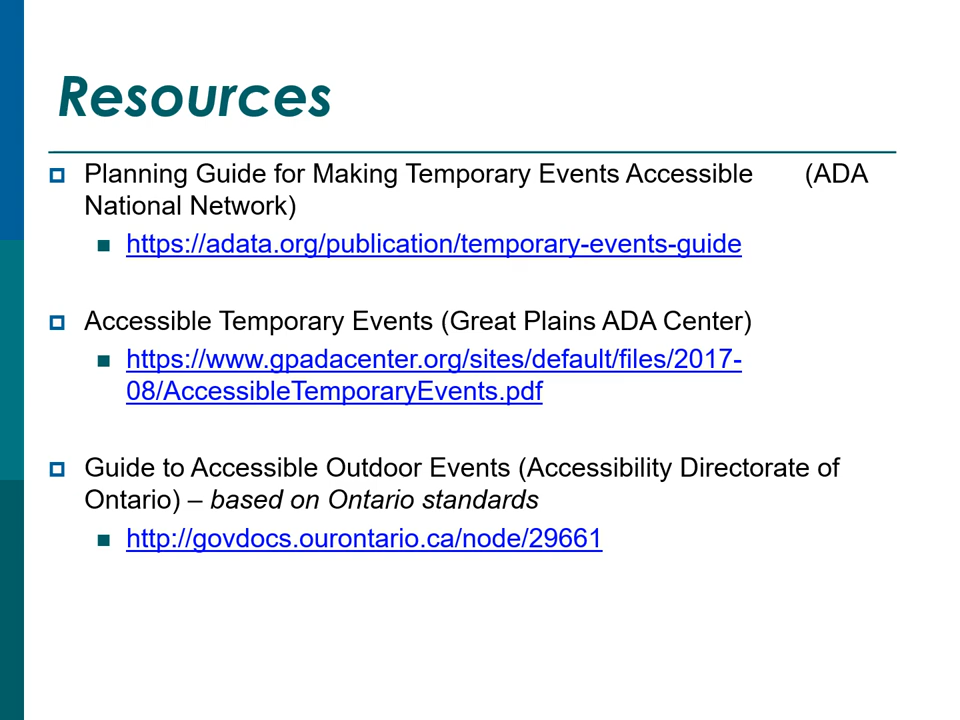 Resources
Planning Guide for Making Temporary Events Accessible (ADA
National Network)
https://adata.org/publication/temporary-events-guide
Accessible Temporary Events (Great Plains ADA Center)
https://www.gpadacenter.org/sites/default/files/2017-
08/AccessibleTemporaryEvents.pdf
Guide to Accessible Outdoor Events (Accessibility Directorate of
Ontario) – based on Ontario standards
http://govdocs.ourontario.ca/node/29661